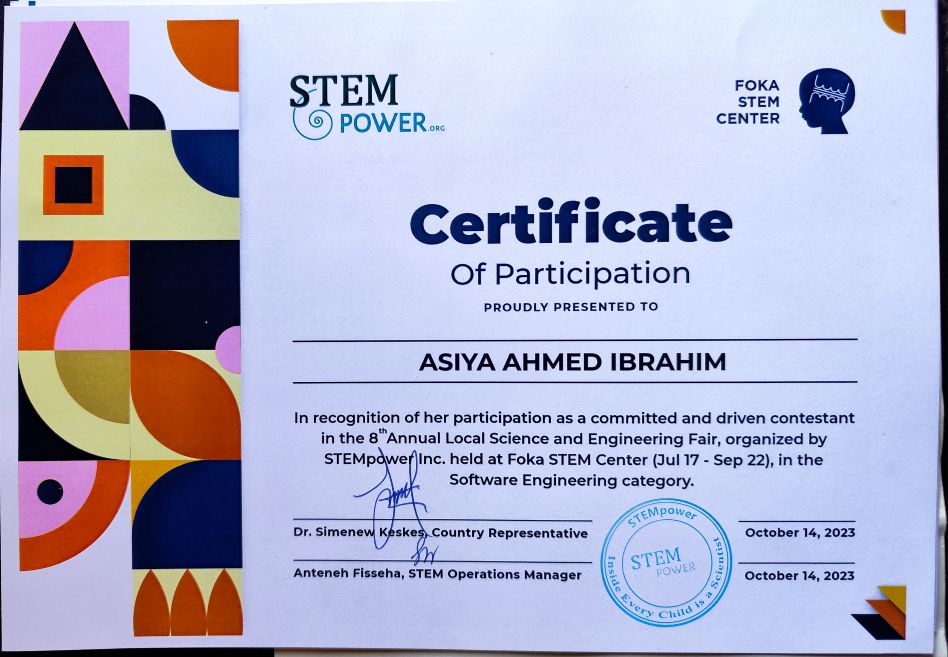 STEM
POWER.ORG
FOKA
STEM
CENTER
Certificate
Of Participation
PROUDLY PRESENTED TO
ASIYA AHMED IBRAHIM
In recognition of her participation as a committed and driven contestant
in the 8th Annual Local Science and Engineering Fair, organized by
STEMpower Inc. held at Foka STEM Center (Jul 17 - Sep 22), in the
Software Engineering category.
Dr. Simenew Keskes, Country Representative
October 14, 2023
Anteneh Fisseha, STEM Operations Manager
October 14, 2023
STEMpower
STEM
POWER
Inside Every Child is a Scientist